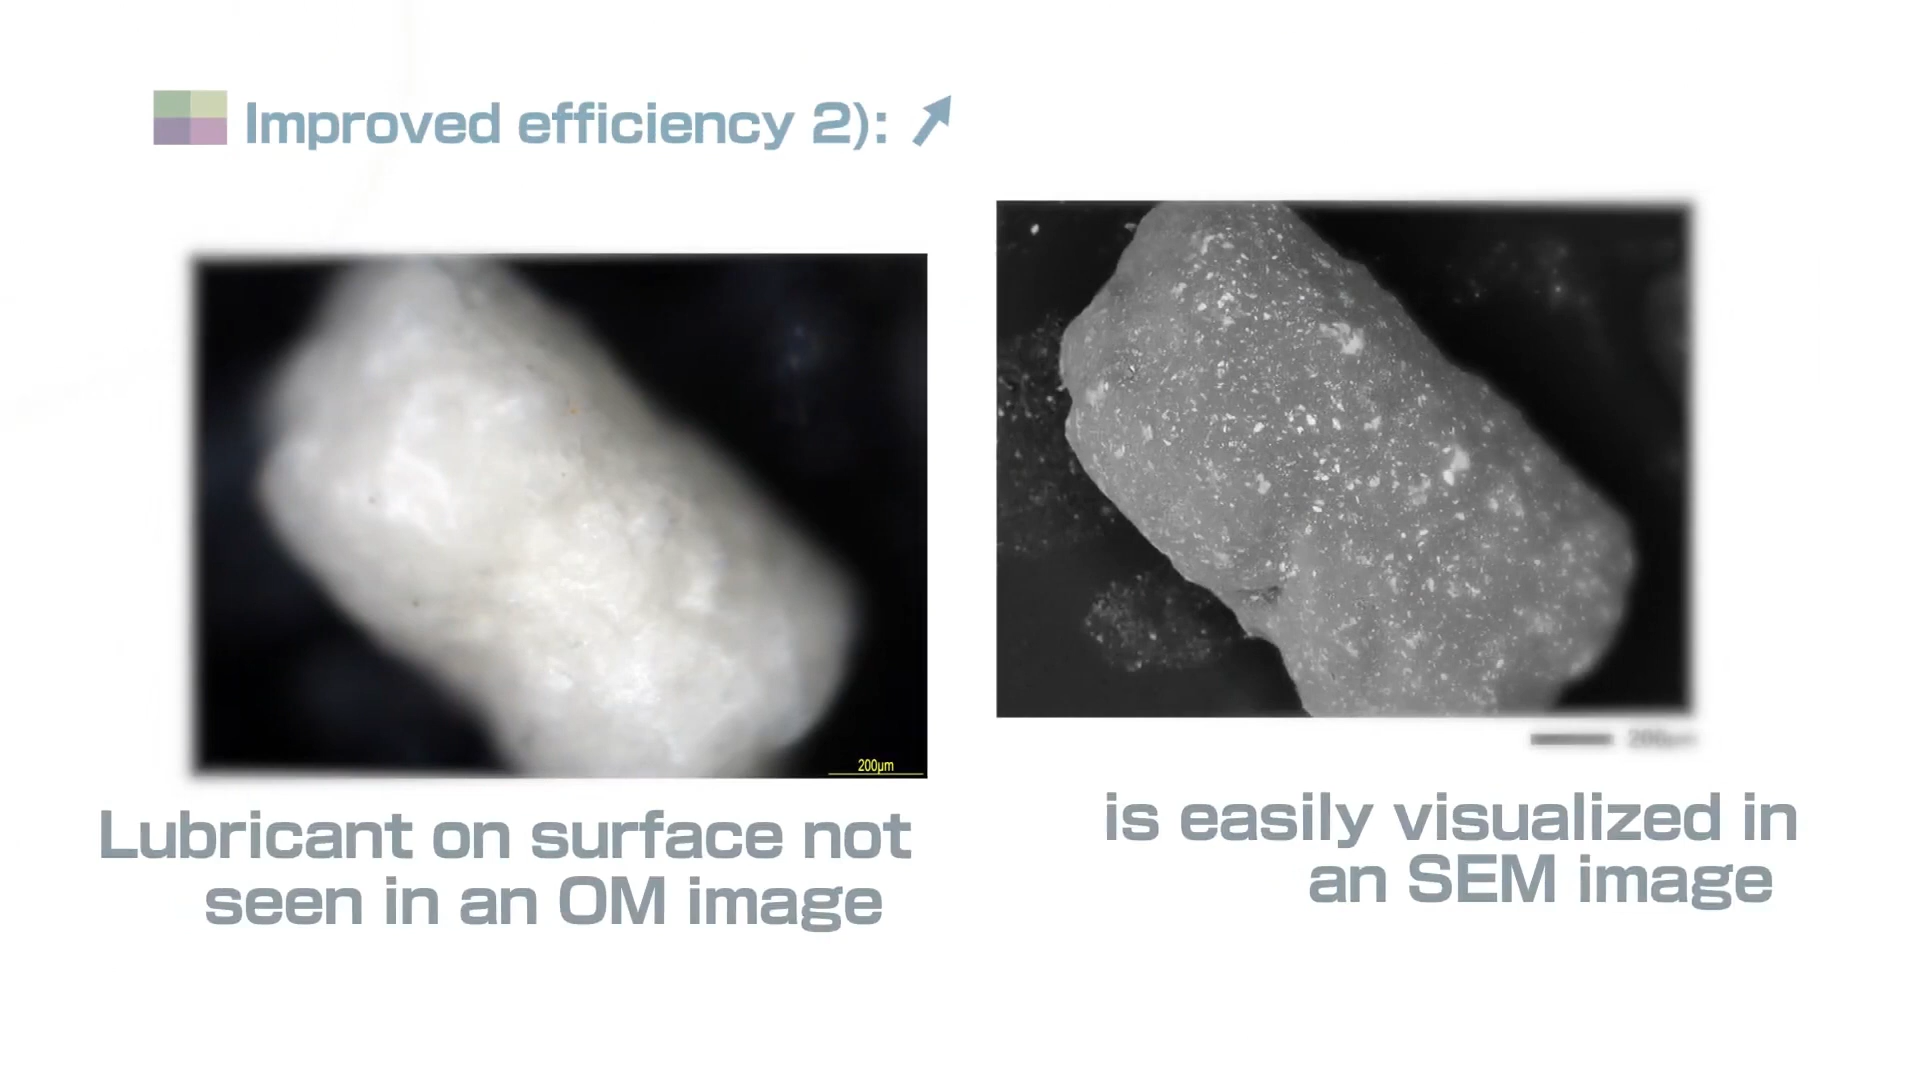 Improved efficiency 2):
200µm
Lubricant on surface not
seen in an OM image
200µm
is easily visualized in
an SEM image